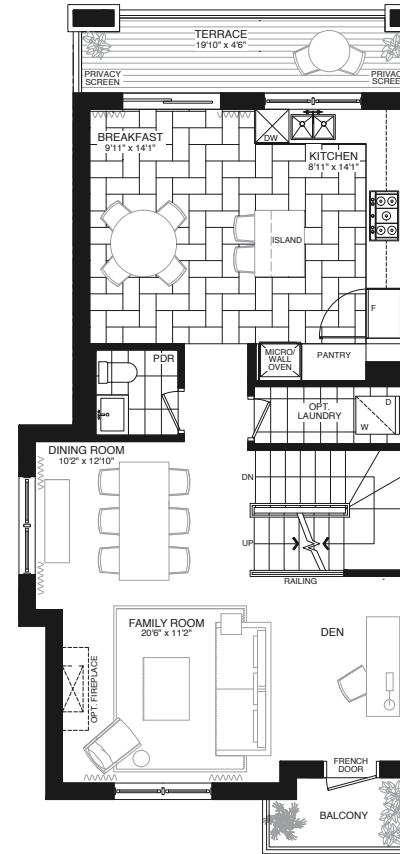 TERRACE
19'10" x 4'6"
PRIVACY
SCREEN
BREAKFAST
9'11" x 14'1"
DW
KITCHEN
8'11" x 14'1"
ISLAND
F
MICRO/
WALL
OVEN
PANTRY
PDR
OPT.
LAUNDRY
D
W
DINING ROOM
10'2" x 12'10"
DN
UP
RAILING
FAMILY ROOM
20'6" x 11'2"
DEN
OPT. FIREPLACE
FRENCH
DOOR
BALCONY